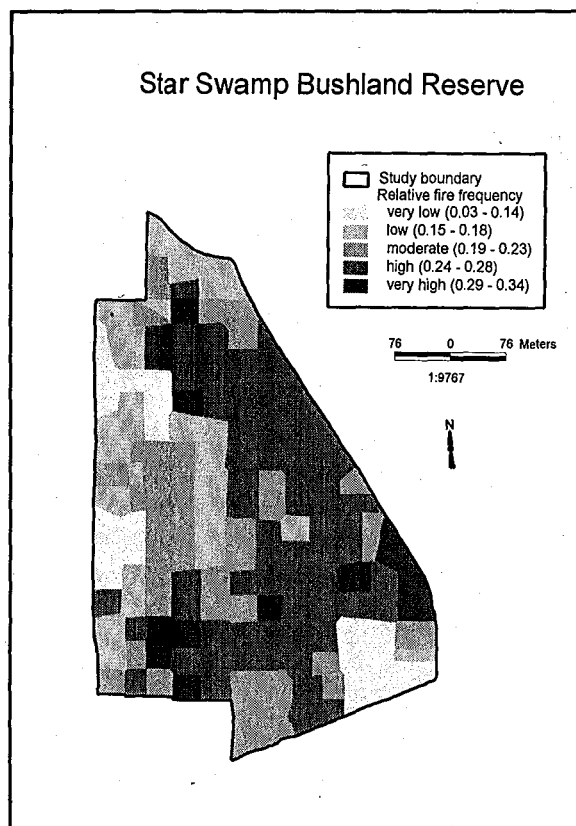 Star Swamp Bushland Reserve
Study boundary
Relative fire frequency
very low (0.03 - 0.14)
low (0.15 - 0.18)
moderate (0.19 - 0.23)
high (0.24 - 0.28)
very high (0.29 - 0.34)
76 0 76 Meters
1:9767
N